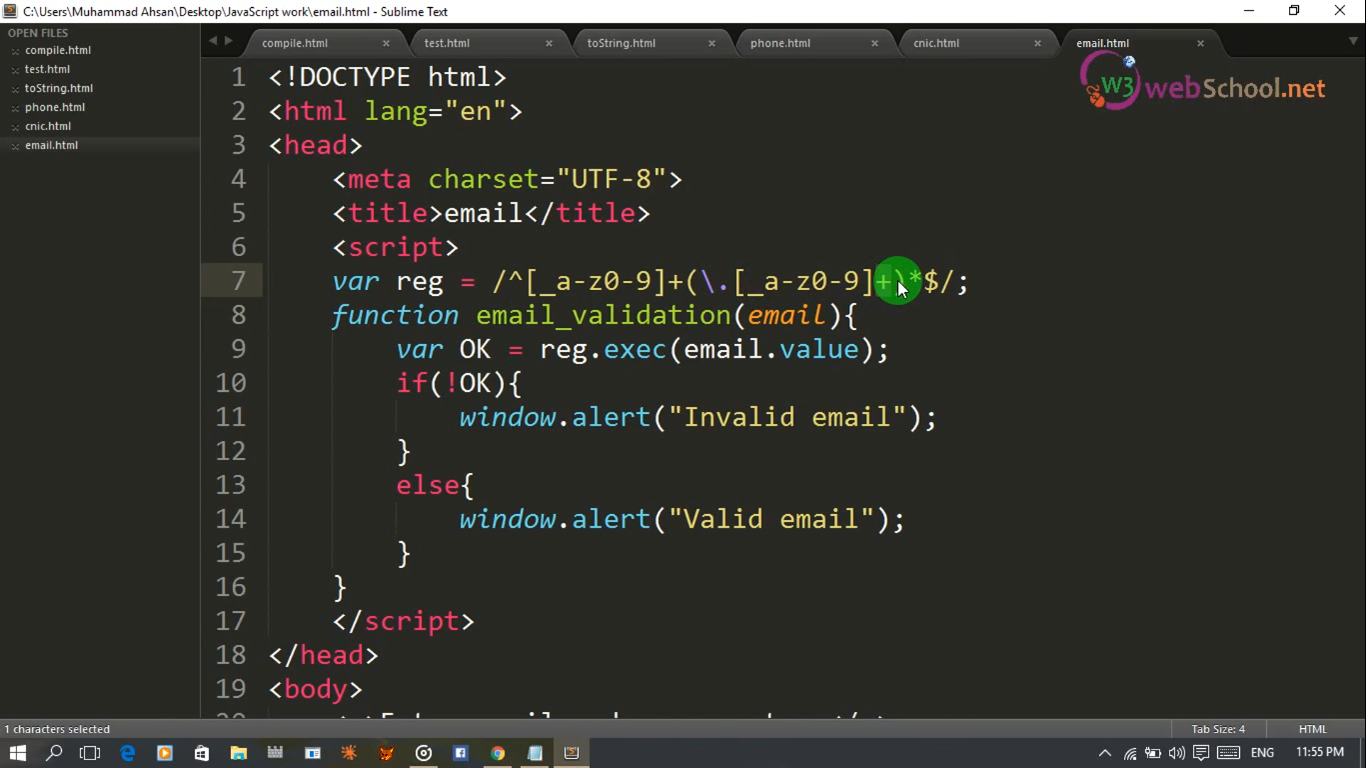 C:\Users\Muhammad Ahsan\Desktop\JavaScript work\email.html - Sublime Text
OPEN FILES
compile.html
test.html
toString.html
phone.html
cnic.html
email.html
compile.html
test.html
toString.html
phone.html
cnic.html
email.html
W3 webSchool.net
1 <!DOCTYPE html>
2 <html lang="en">
3 <head>
4 <meta charset="UTF-8">
5 <title>email</title>
6 <script>
7 var reg = /^[_a-z0-9]+(\.[_a-z0-9]+)*$/;
8 function email_validation(email){
9 var OK = reg.exec(email.value);
10 if(!OK){
11 window.alert("Invalid email");
12 }
13 else{
14 window.alert("Valid email");
15 }
16 }
17 </script>
18 </head>
19 <body>
1 characters selected
Tab Size: 4
HTML
ENG
11:55 PM